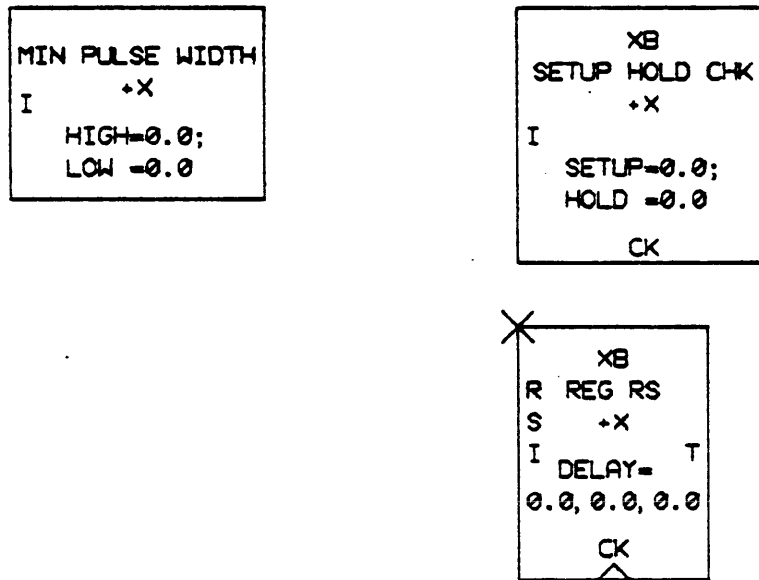 MIN PULSE WIDTH
+X
I
HIGH=0.0;
LOW =0.0
XB
SETUP HOLD CHK
+X
I
SETUP=0.0;
HOLD =0.0
CK
XB
R REG RS
S +X
I T
DELAY=
0.0, 0.0, 0.0
CK